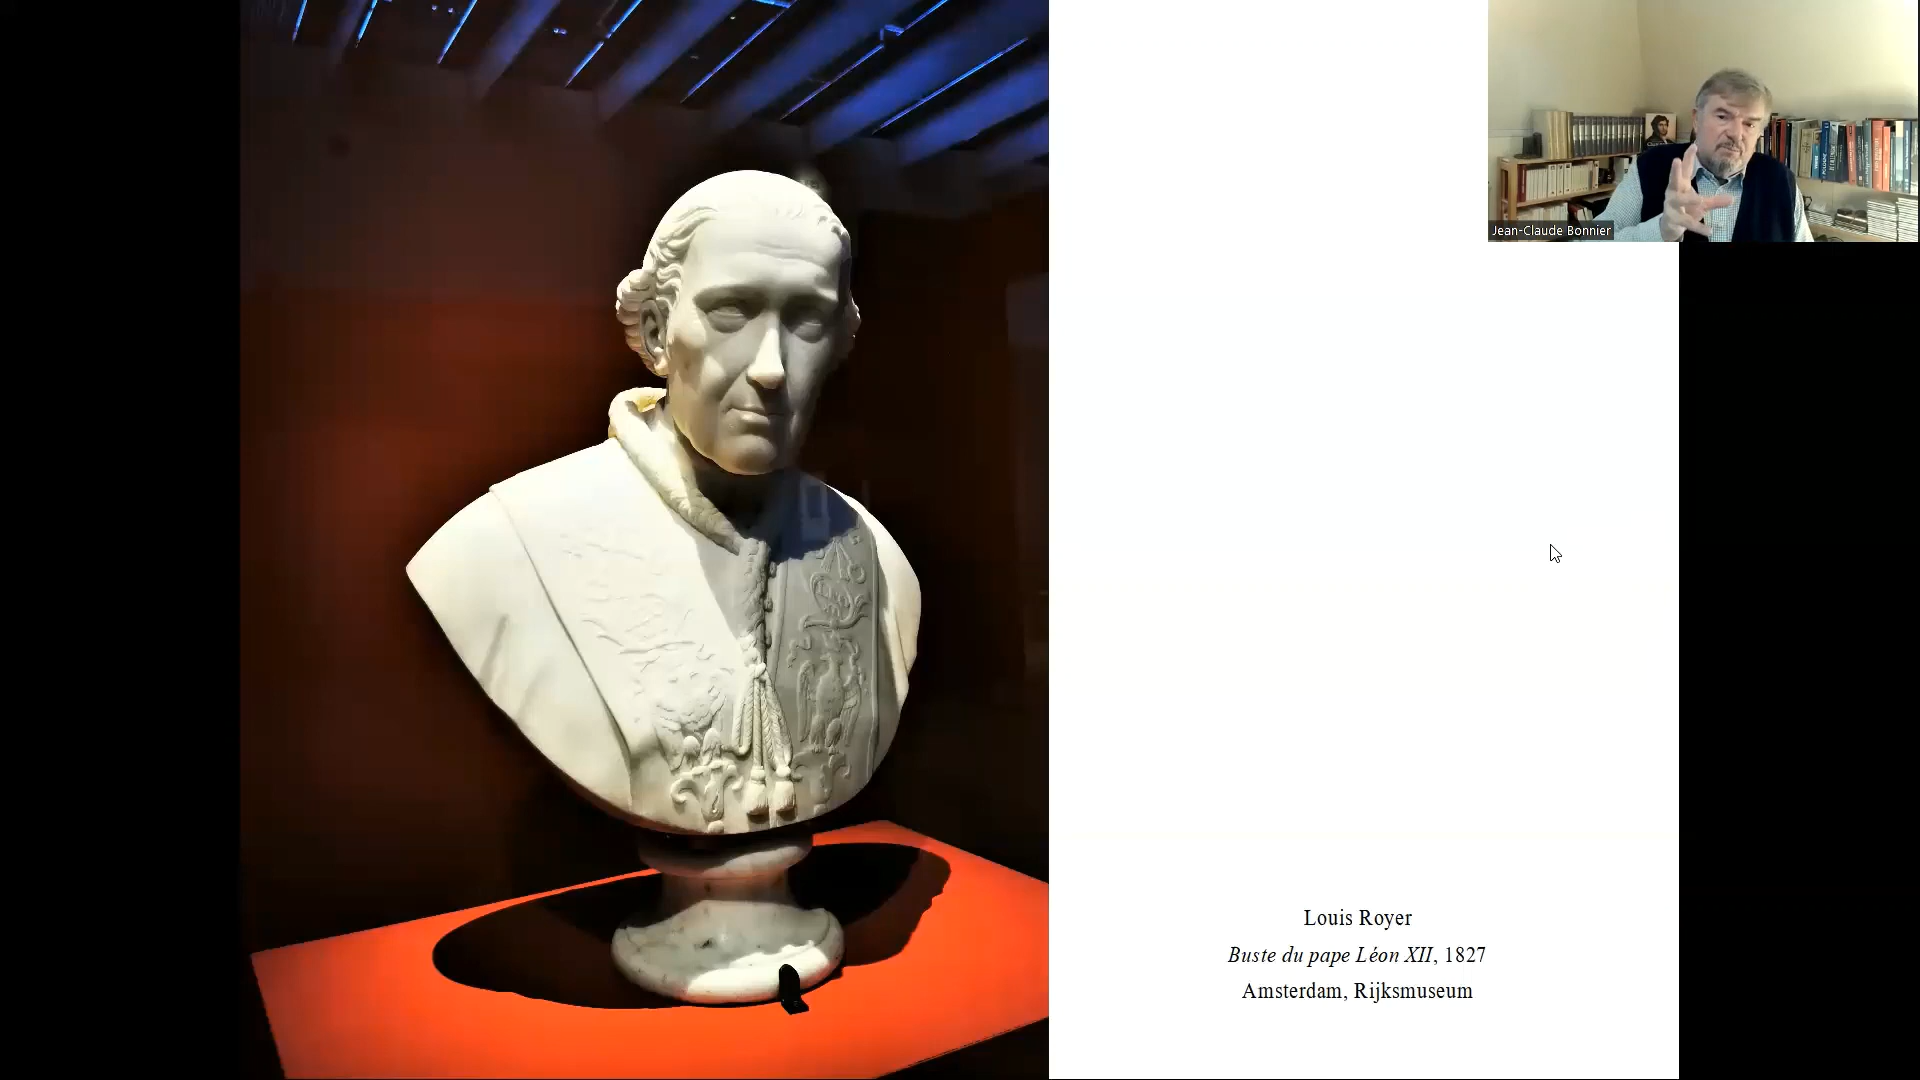 Jean-Claude Bonnier
Louis Royer
Buste du pape Léon XII, 1827
Amsterdam, Rijksmuseum